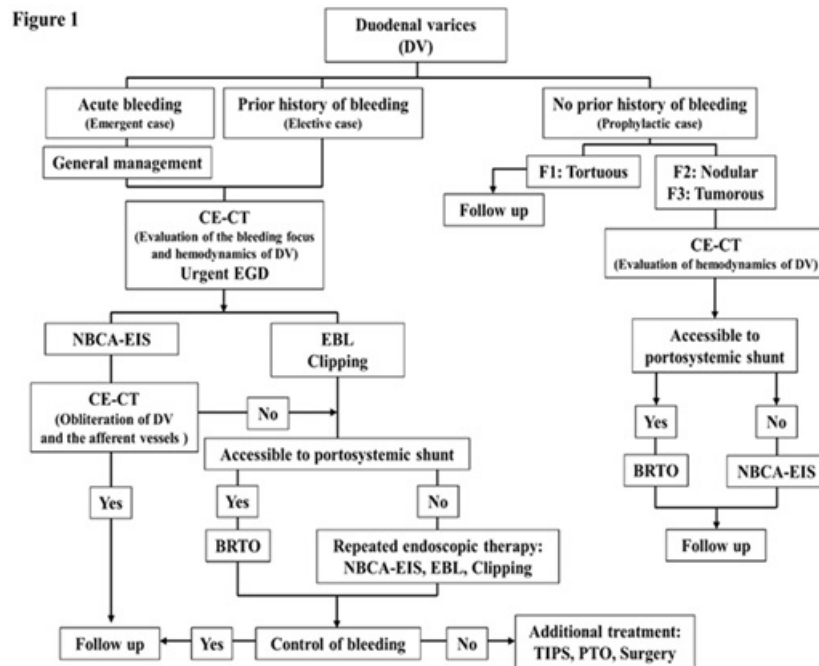 Figure 1
Duodenal varices
(DV)
Acute bleeding
(Emergent case)
Prior history of bleeding
(Elective case)
No prior history of bleeding
(Prophylactic case)
General management
F1: Tortuous
F2: Nodular
F3: Tumorous
Follow up
CE-CT
(Evaluation of the bleeding focus
and hemodynamics of DV)
Urgent EGD
CE-CT
(Evaluation of hemodynamics of DV)
NBCA-EIS
EBL
Clipping
Accessible to
portosystemic shunt
CE-CT
(Obliteration of DV
and the afferent vessels )
No
Yes
No
Accessible to portosystemic shunt
BRTO
NBCA-EIS
Yes
Yes
No
BRTO
Repeated endoscopic therapy:
NBCA-EIS, EBL, Clipping
Follow up
Follow up
Yes
Control of bleeding
No
Additional treatment:
TIPS, PTO, Surgery